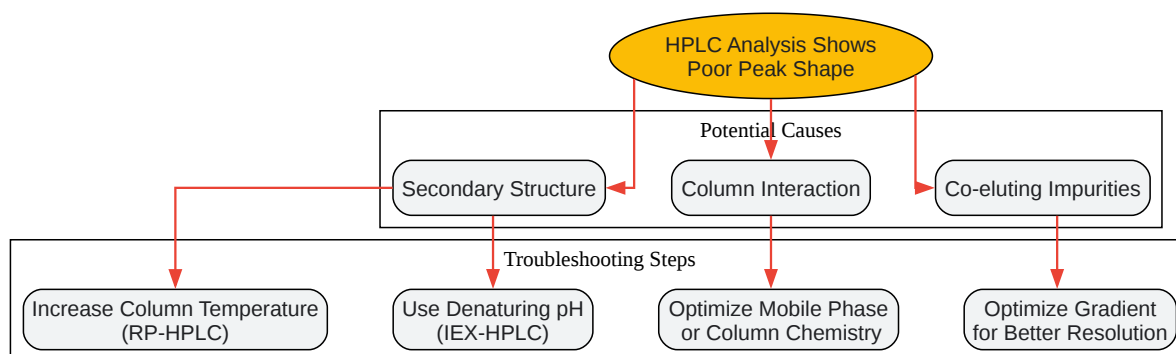 HPLC Analysis Shows
Poor Peak Shape
Potential Causes
Secondary Structure
Column Interaction
Co-eluting Impurities
Troubleshooting Steps
Increase Column Temperature
(RP-HPLC)
Use Denaturing pH
(IEX-HPLC)
Optimize Mobile Phase
or Column Chemistry
Optimize Gradient
for Better Resolution